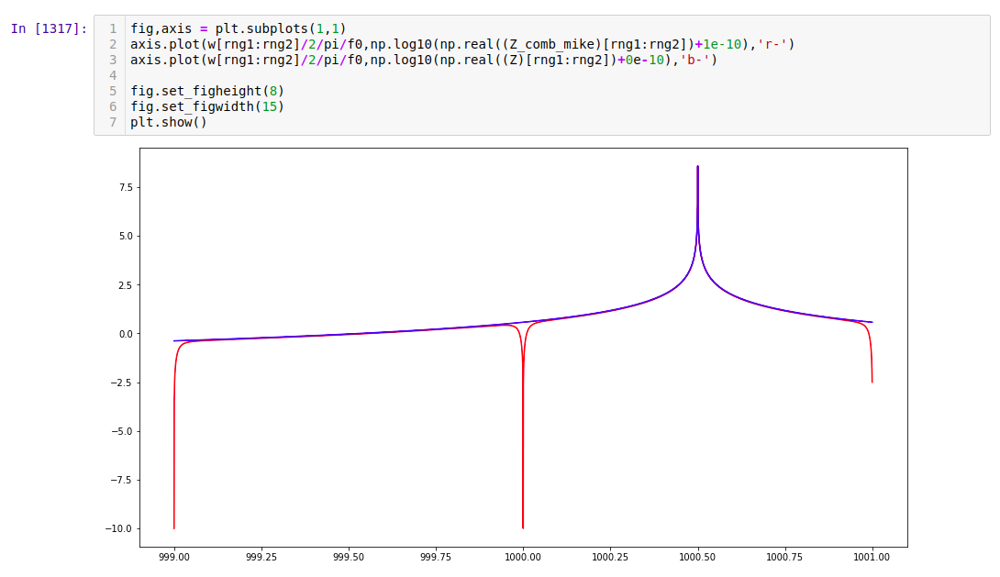 In [1317]:
1 fig,axis = plt.subplots(1,1)
2 axis.plot(w[rng1:rng2]/2/pi/f0,np.log10(np.real((Z_comb_mike)[rng1:rng2])+1e-10),'r-')
3 axis.plot(w[rng1:rng2]/2/pi/f0,np.log10(np.real((Z)[rng1:rng2])+0e-10),'b-')
4
5 fig.set_figheight(8)
6 fig.set_figwidth(15)
7 plt.show()
7.5
5.0
2.5
0.0
−2.5
−5.0
−7.5
−10.0
999.00 999.25 999.50 999.75 1000.00 1000.25 1000.50 1000.75 1001.00